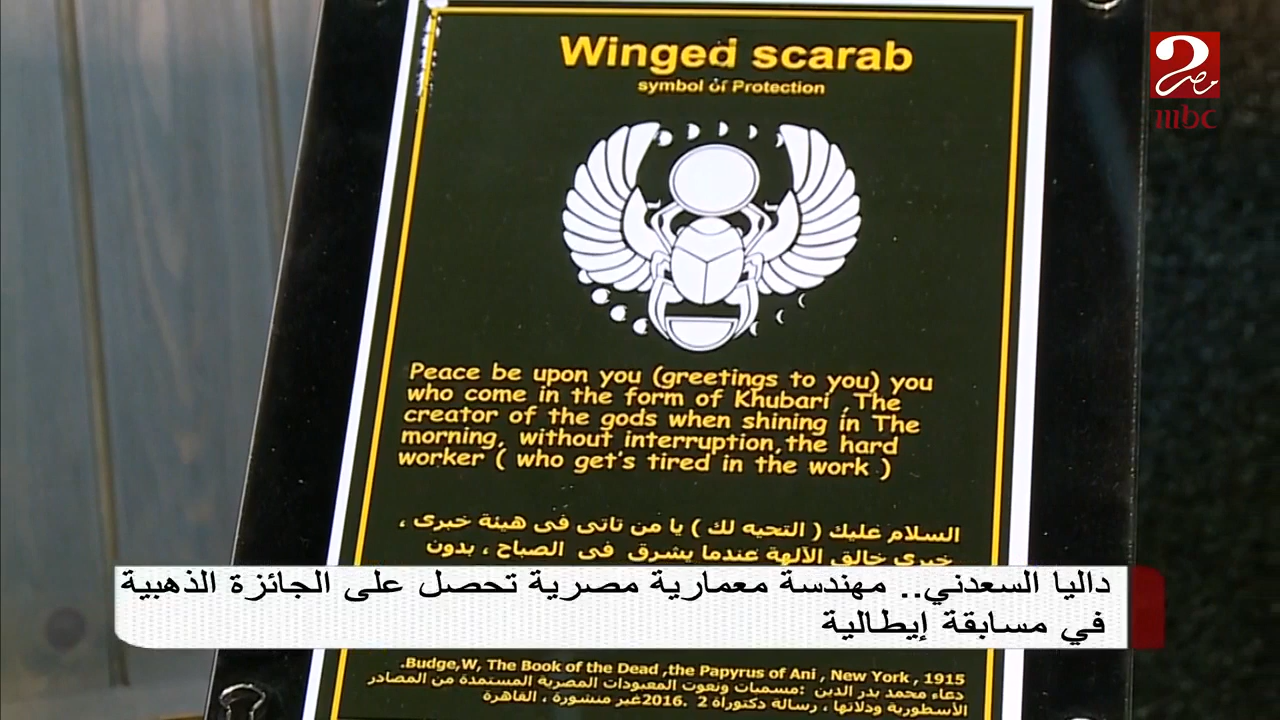 Winged scarab
symbol of Protection
مصر
mbc
Peace be upon you (greetings to you) you
who come in the form of Khubari ,The
creator of the gods when shining in The
morning, without interruption,the hard
worker ( who get's tired in the work )
السلام عليك ( التحيه لك ) يا من تاتى فى هيئة خبرى ،
خبرى خالق الآلهة عندما يشرق فى الصباح ، بدون
داليا السعدني.. مهندسة معمارية مصرية تحصل على الجائزة الذهبية
في مسابقة إيطالية
Budge,W, The Book of the Dead ,the Papyrus of Ani , New York , 1915.
دعاء محمد بدر الدين :مسميات ونعوت المعبودات المصرية المستمدة من المصادر
الأسطورية ودلاتها ، رسالة دكتوراة 2 .2016غير منشورة ، القاهرة